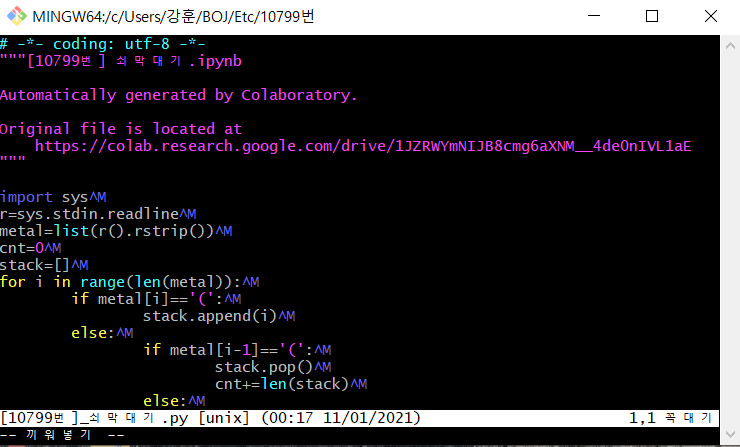 MINGW64:/c/Users/강훈/BOJ/Etc/10799번
# -*- coding: utf-8 -*-
"""[10799번] 쇠막대기.ipynb
Automatically generated by Colaboratory.
Original file is located at
    https://colab.research.google.com/drive/1JZRWYmNIJB8cmg6aXNM__4de0nIVL1aE
"""
import sys^M
r=sys.stdin.readline^M
metal=list(r().rstrip())^M
cnt=0^M
stack=[]^M
for i in range(len(metal)):^M
        if metal[i]=='(':^M
                stack.append(i)^M
        else:^M
                if metal[i-1]=='(':^M
                        stack.pop()^M
                        cnt+=len(stack)^M
                else:^M
[10799번]_쇠막대기.py [unix] (00:17 11/01/2021) 1,1 꼭대기
-- 끼워넣기 --